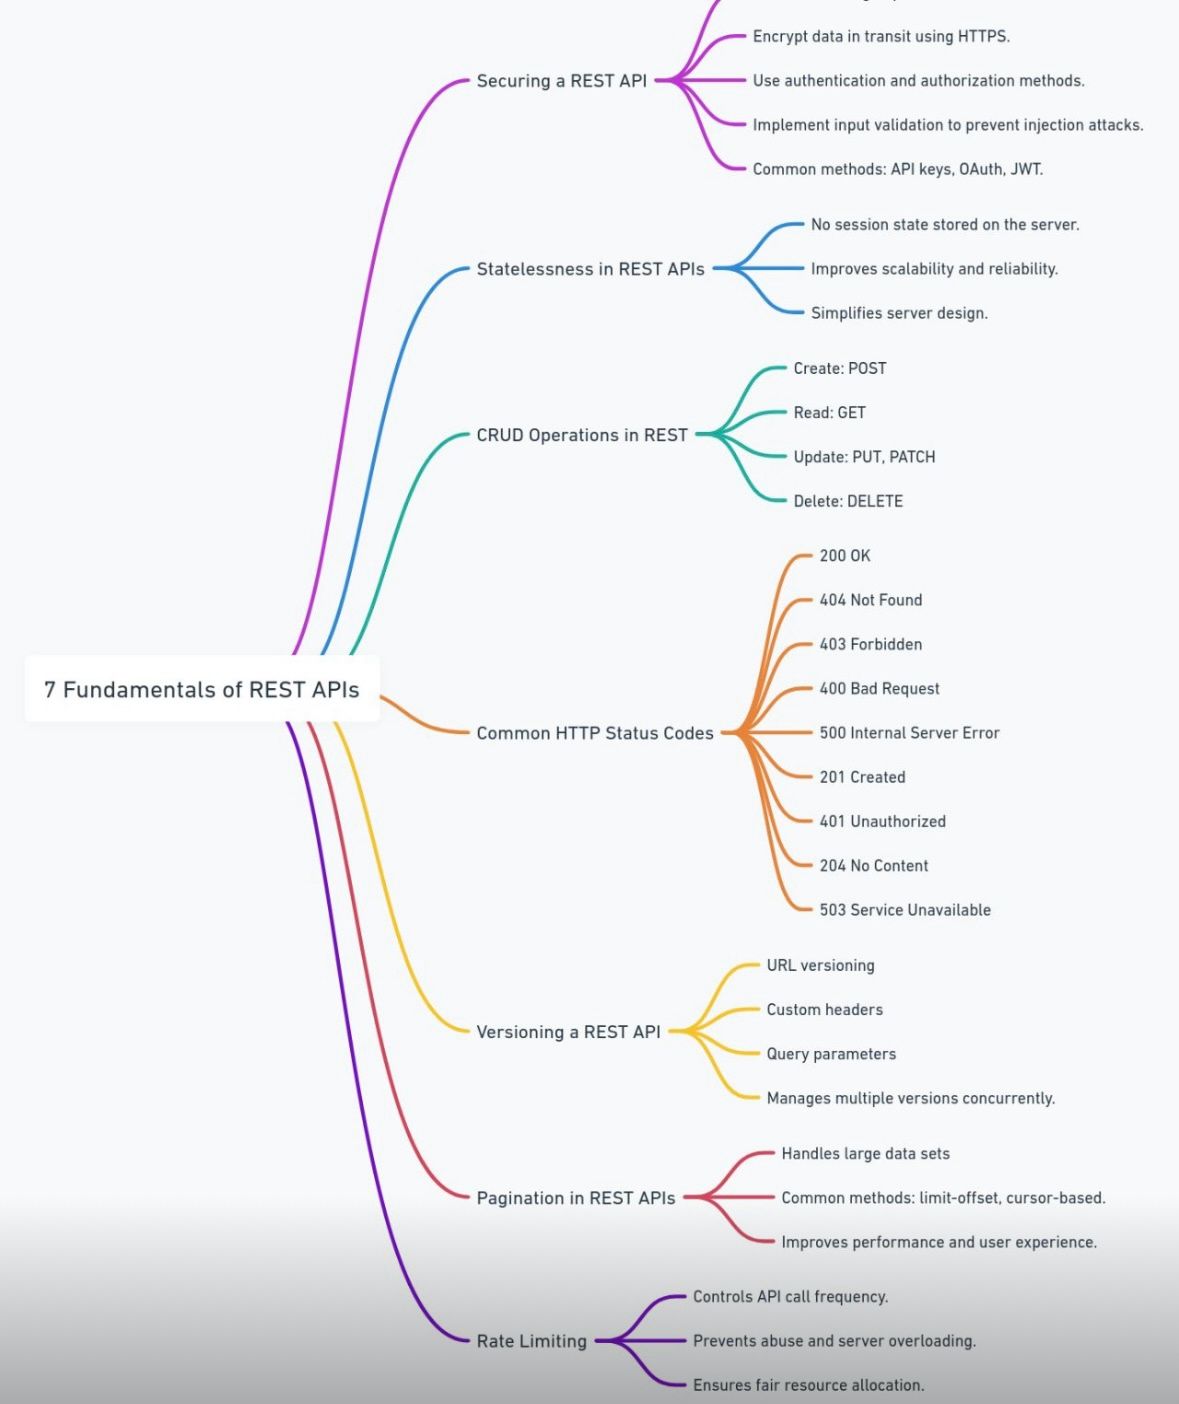 Encrypt data in transit using HTTPS.
Securing a REST API
Use authentication and authorization methods.
Implement input validation to prevent injection attacks.
Common methods: API keys, OAuth, JWT.
No session state stored on the server.
Statelessness in REST APIs
Improves scalability and reliability.
Simplifies server design.
Create: POST
Read: GET
CRUD Operations in REST
Update: PUT, PATCH
Delete: DELETE
200 OK
404 Not Found
403 Forbidden
7 Fundamentals of REST APIs
400 Bad Request
Common HTTP Status Codes
500 Internal Server Error
201 Created
401 Unauthorized
204 No Content
503 Service Unavailable
URL versioning
Custom headers
Versioning a REST API
Query parameters
Manages multiple versions concurrently.
Handles large data sets
Pagination in REST APIs
Common methods: limit-offset, cursor-based.
Improves performance and user experience.
Controls API call frequency.
Rate Limiting
Prevents abuse and server overloading.
Ensures fair resource allocation.